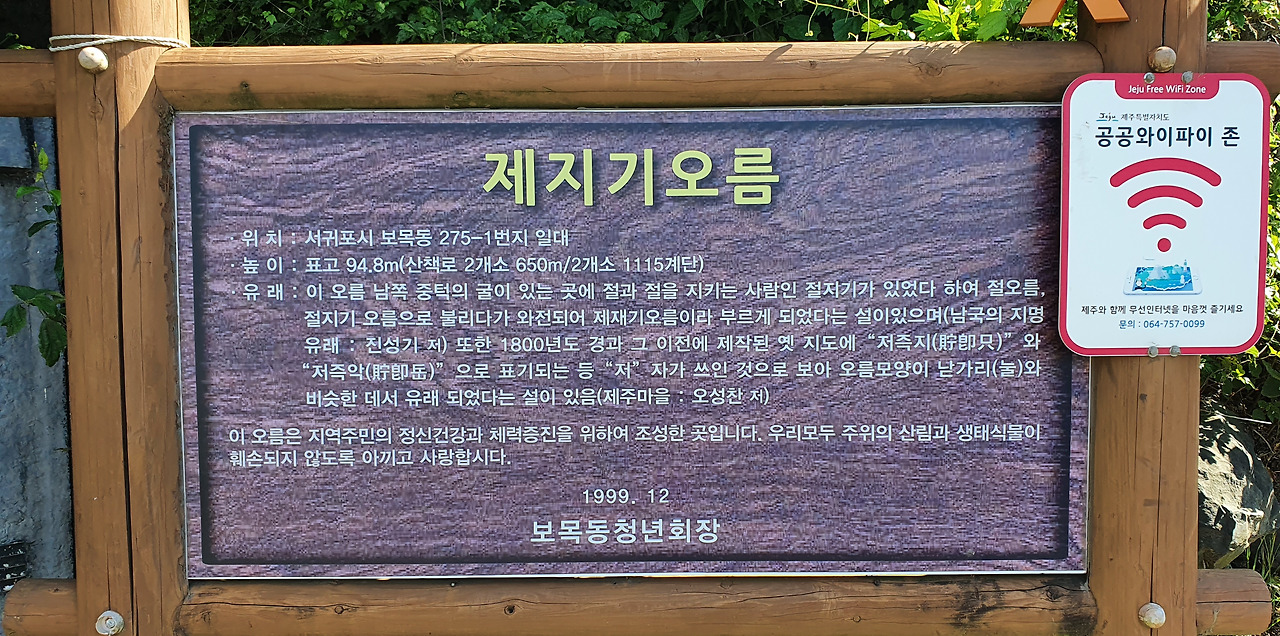 제지기오름
· 위 치 : 서귀포시 보목동 275-1번지 일대
· 높 이 : 표고 94.8m(산책로 2개소 650m/2개소 1115계단)
· 유 래 : 이 오름 남쪽 중턱의 굴이 있는 곳에 절과 절을 지키는 사람인 절지기가 있었다 하여 절오름,
절지기 오름으로 불리다가 와전되어 제재기오름이라 부르게 되었다는 설이있으며(남국의 지명
유래 : 진성기 저) 또한 1800년도 경과 그 이전에 제작된 옛 지도에 “저즉지(貯卽只)” 와
“저즉악(貯卽岳)” 으로 표기되는 등 “저” 자가 쓰인 것으로 보아 오름모양이 낟가리(눌)와
비슷한 데서 유래 되었다는 설이 있음(제주마을 : 오성찬 저)
이 오름은 지역주민의 정신건강과 체력증진을 위하여 조성한 곳입니다. 우리모두 주위의 산림과 생태식물이
훼손되지 않도록 아끼고 사랑합시다.
1999. 12
보목동청년회장
Jeju Free WiFi Zone
Jeju 제주특별자치도
공공와이파이 존
제주와 함께 무선인터넷을 마음껏 즐기세요
문의 : 064-757-0099